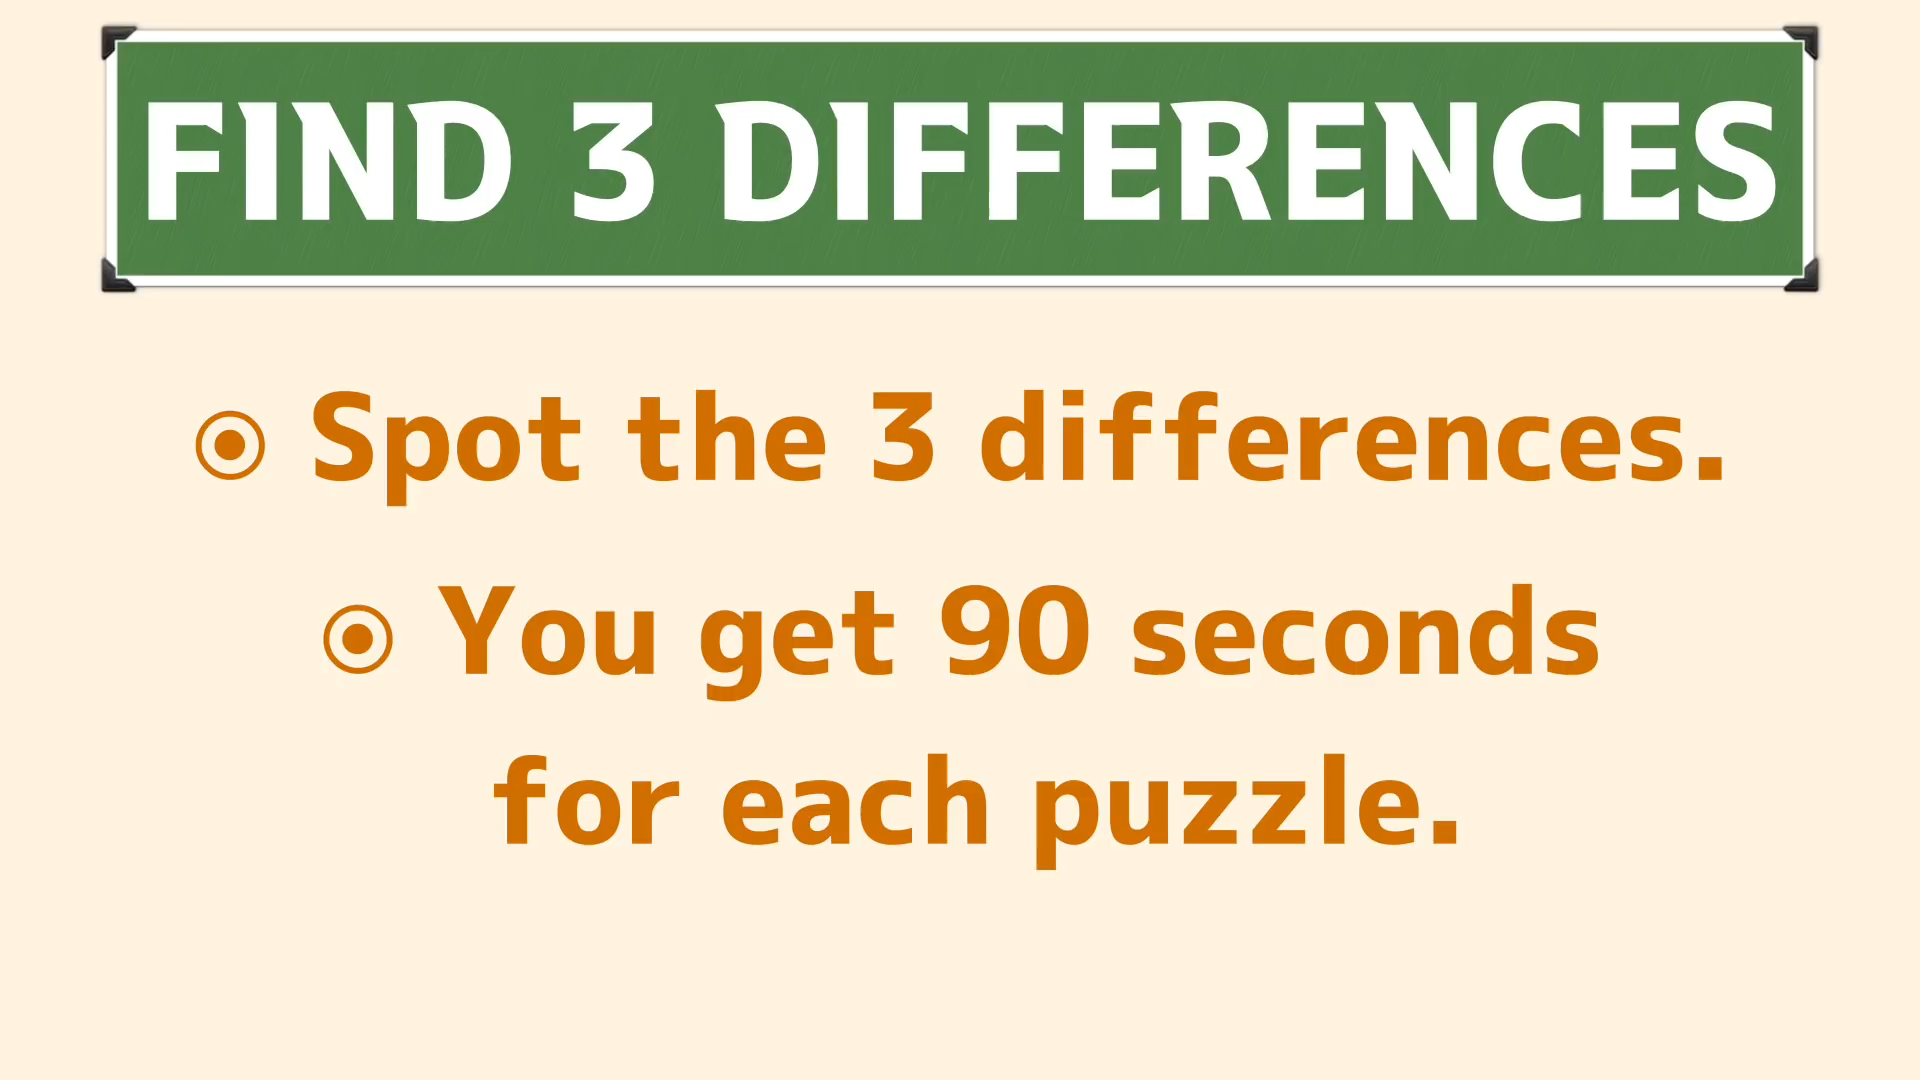 FIND 3 DIFFERENCES
⦿ Spot the 3 differences.
⦿ You get 90 seconds
for each puzzle.